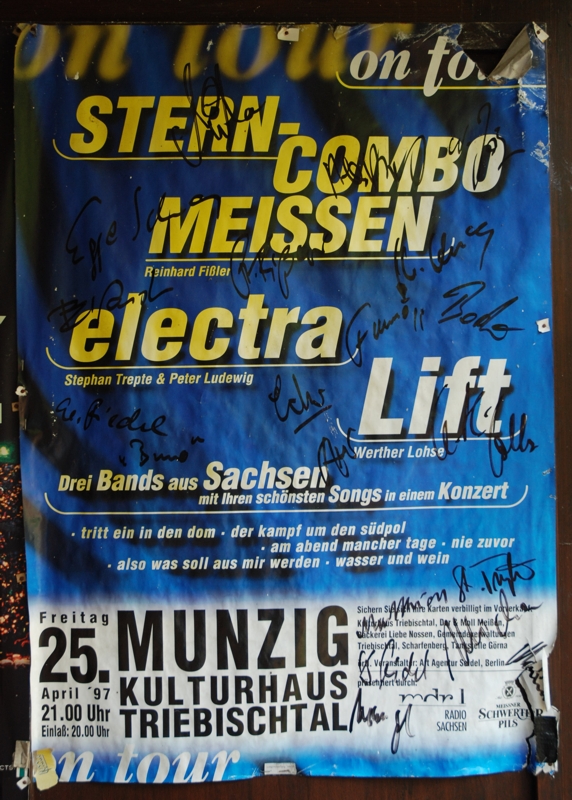 on tour
on to
STERN-
COMBO
MEISSEN
Reinhard Fißler
electra
Stephan Trepte & Peter Ludewig
Lift
Werther Lohse
Drei Bands aus Sachsen
mit Ihren schönsten Songs in einem Konzert
· tritt ein in den dom · der kampf um den südpol
· am abend mancher tage · nie zuvor
· also was soll aus mir werden · wasser und wein
Freitag
25.
April '97
21.00 Uhr
Einlaß: 20.00 Uhr
MUNZIG
KULTURHAUS
TRIEBISCHTAL
Sichern Sie Ihre Karten verbilligt im Vorverkauf
Kulturhaus Triebischtal, Meißen,
Bäckerei Liebe Nossen, Gemeindeverwaltungen
Triebischtal, Scharfenberg, Tankstelle Görna
Veranstalter: Art Agentur Seidel, Berlin
präsentiert durch:
mdr 1
RADIO
SACHSEN
MEISSNER
SCHWERTER
PILS
on tour